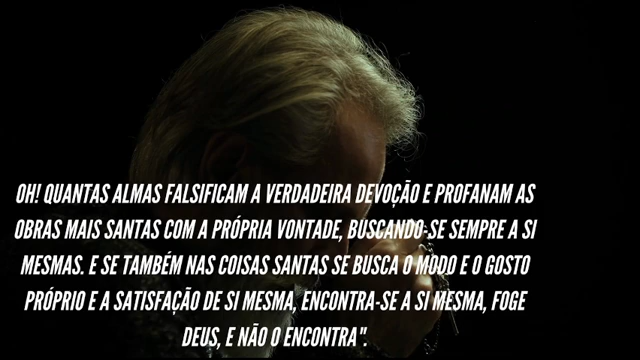 OH! QUANTAS ALMAS FALSIFICAM A VERDADEIRA DEVOÇÃO E PROFANAM AS
OBRAS MAIS SANTAS COM A PRÓPRIA VONTADE, BUSCANDO-SE SEMPRE A SI
MESMAS. E SE TAMBÉM NAS COISAS SANTAS SE BUSCA O MODO E O GOSTO
PRÓPRIO E A SATISFAÇÃO DE SI MESMA, ENCONTRA-SE A SI MESMA, FOGE
DEUS, E NÃO O ENCONTRA".